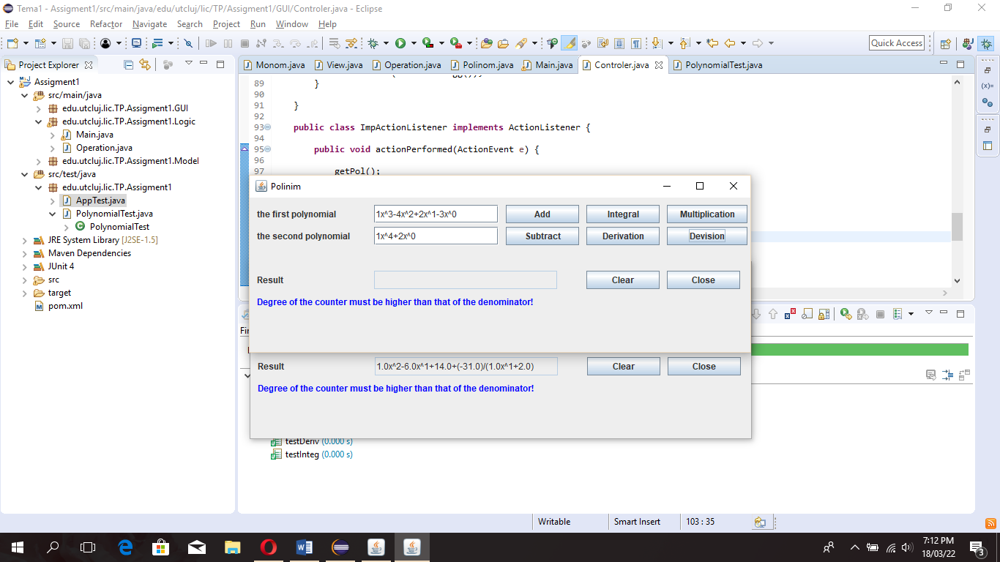 Tema1 - Assigment1/src/main/java/edu/utcluj/lic/TP/Assigment1/GUI/Controler.java - Eclipse
File Edit Source Refactor Navigate Search Project Run Window Help
Quick Access
Project Explorer
Assigment1
src/main/java
edu.utcluj.lic.TP.Assigment1.GUI
edu.utcluj.lic.TP.Assigment1.Logic
Main.java
Operation.java
edu.utcluj.lic.TP.Assigment1.Model
src/test/java
edu.utcluj.lic.TP.Assigment1
AppTest.java
PolynomialTest.java
PolynomialTest
JRE System Library [J2SE-1.5]
Maven Dependencies
JUnit 4
src
target
pom.xml
Monom.java View.java Operation.java Polinom.java Main.java Controler.java PolynomialTest.java
89 }
90
91 }
92
93 public class ImpActionListener implements ActionListener {
94
95 public void actionPerformed(ActionEvent e) {
96
97 getPol();
Polinim
the first polynomial 1x^3-4x^2+2x^1-3x^0 Add Integral Multiplication
the second polynomial 1x^4+2x^0 Subtract Derivation Devision
Result Clear Close
Degree of the counter must be higher than that of the denominator!
Result 1.0x^2-6.0x^1+14.0+(-31.0)/(1.0x^1+2.0) Clear Close
Degree of the counter must be higher than that of the denominator!
testDeriv (0.000 s)
testInteg (0.000 s)
Writable Smart Insert 103 : 35
7:12 PM
18/03/22
3